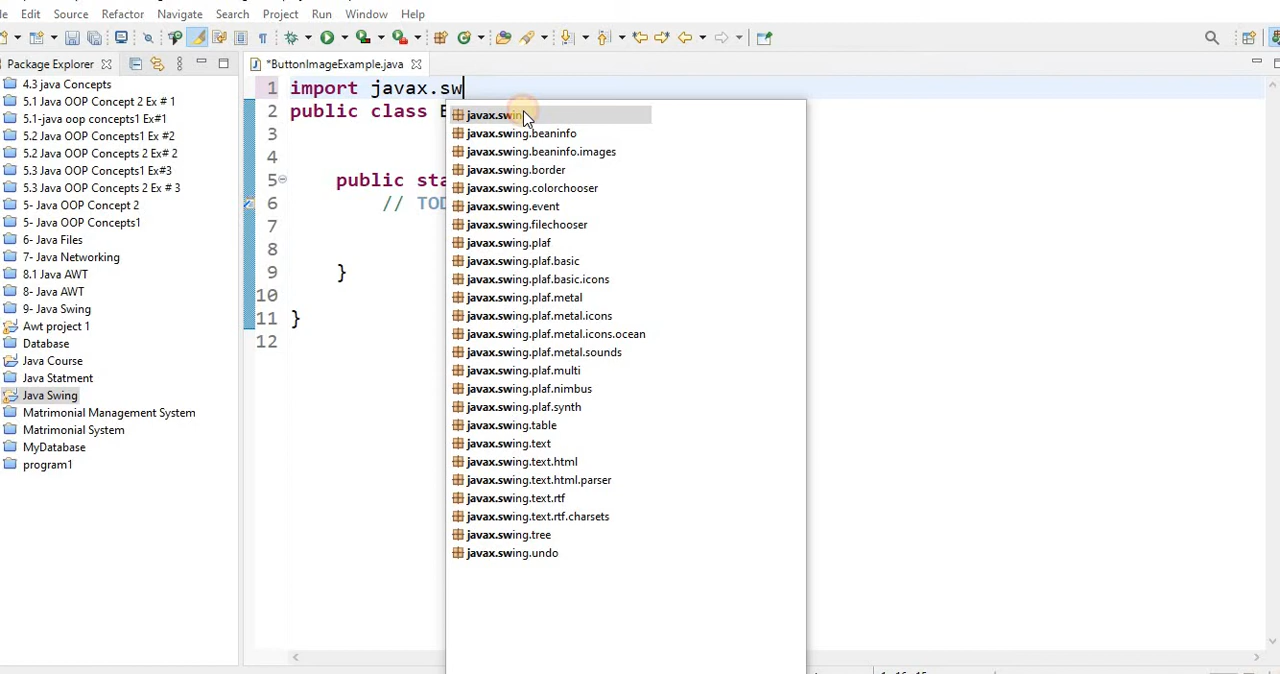 le Edit Source Refactor Navigate Search Project Run Window Help
Package Explorer
*ButtonImageExample.java
4.3 java Concepts
5.1 Java OOP Concept 2 Ex # 1
5.1-java oop concepts1 Ex#1
5.2 Java OOP Concepts1 Ex #2
5.2 Java OOP Concepts2 Ex# 2
5.3 Java OOP Concepts1 Ex#3
5.3 Java OOP Concepts 2 Ex # 3
5- Java OOP Concept 2
5- Java OOP Concepts1
6- Java Files
7- Java Networking
8.1 Java AWT
8- Java AWT
9- Java Swing
Awt project 1
Database
Java Course
Java Statment
Java Swing
Matrimonial Management System
Matrimonial System
MyDatabase
program1
1 import javax.sw
2 public class
3
4
5 public sta
6 // TOD
7
8
9 }
10
11 }
12
javax.swing
javax.swing.beaninfo
javax.swing.beaninfo.images
javax.swing.border
javax.swing.colorchooser
javax.swing.event
javax.swing.filechooser
javax.swing.plaf
javax.swing.plaf.basic
javax.swing.plaf.basic.icons
javax.swing.plaf.metal
javax.swing.plaf.metal.icons
javax.swing.plaf.metal.icons.ocean
javax.swing.plaf.metal.sounds
javax.swing.plaf.multi
javax.swing.plaf.nimbus
javax.swing.plaf.synth
javax.swing.table
javax.swing.text
javax.swing.text.html
javax.swing.text.html.parser
javax.swing.text.rtf
javax.swing.text.rtf.charsets
javax.swing.tree
javax.swing.undo